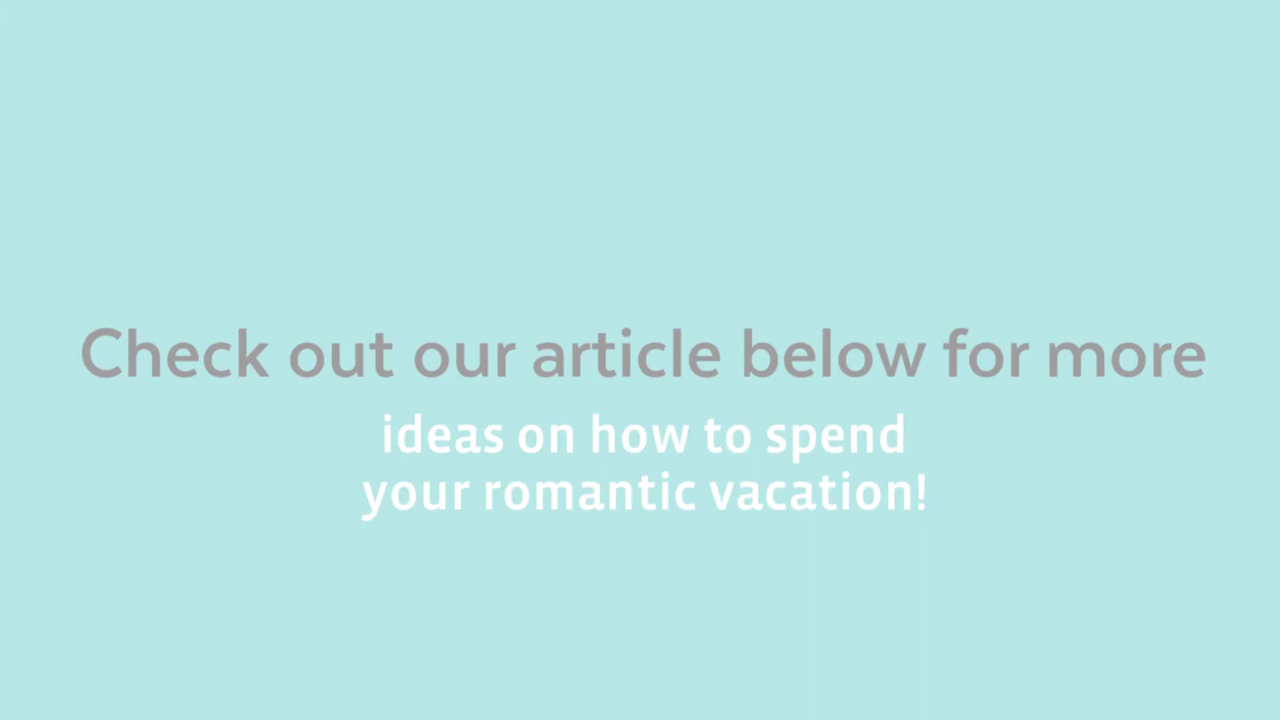 Check out our article below for more
ideas on how to spend
your romantic vacation!